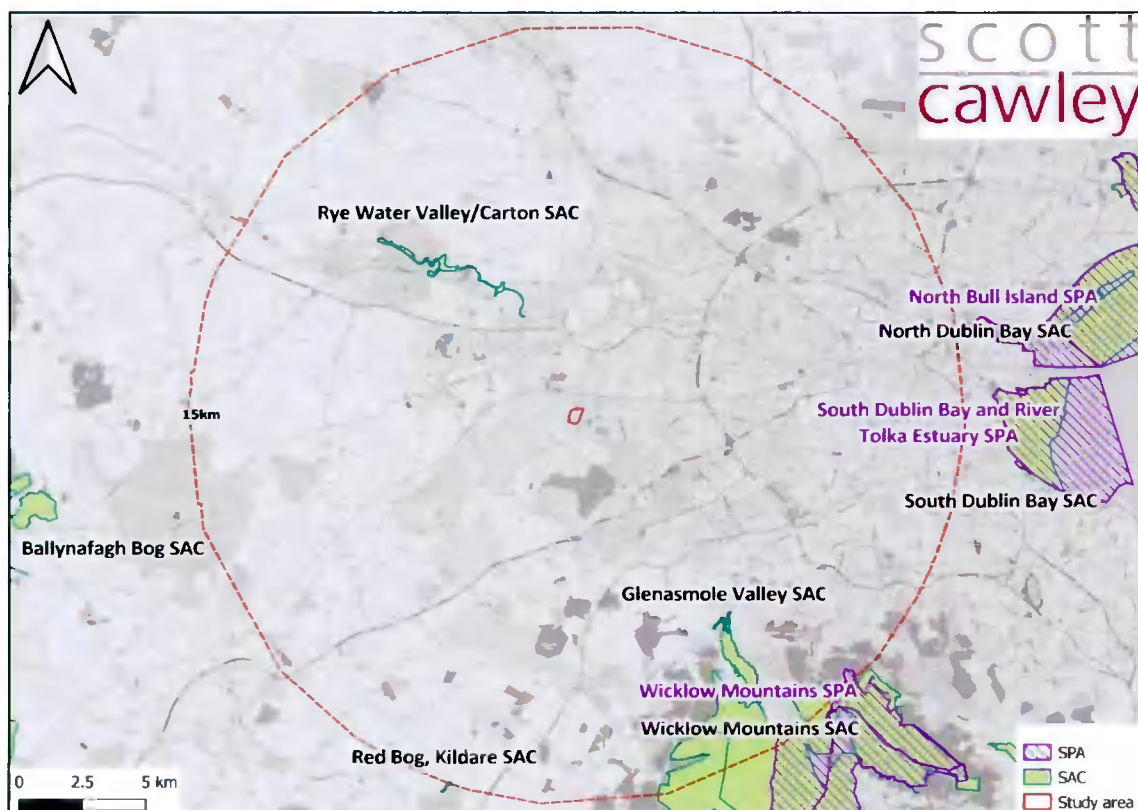 scott
cawley
Rye Water Valley/Carton SAC
North Bull Island SPA
North Dublin Bay SAC
15km
South Dublin Bay and River
Tolka Estuary SPA
South Dublin Bay SAC
Ballynafagh Bog SAC
Glenasmole Valley SAC
Wicklow Mountains SPA
Wicklow Mountains SAC
Red Bog, Kildare SAC
0 2.5 5 km
SPA
SAC
Study area